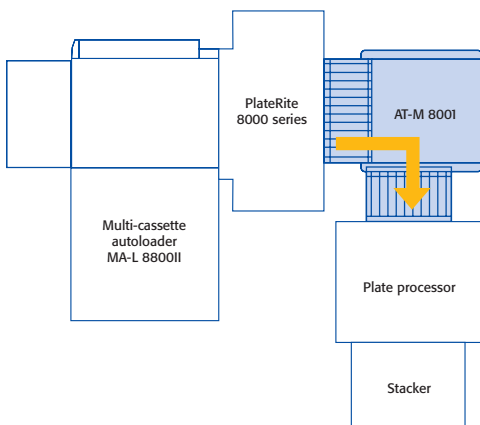 PlateRite
8000 series
AT-M 8001
Multi-cassette
autoloader
MA-L 8800II
Plate processor
Stacker